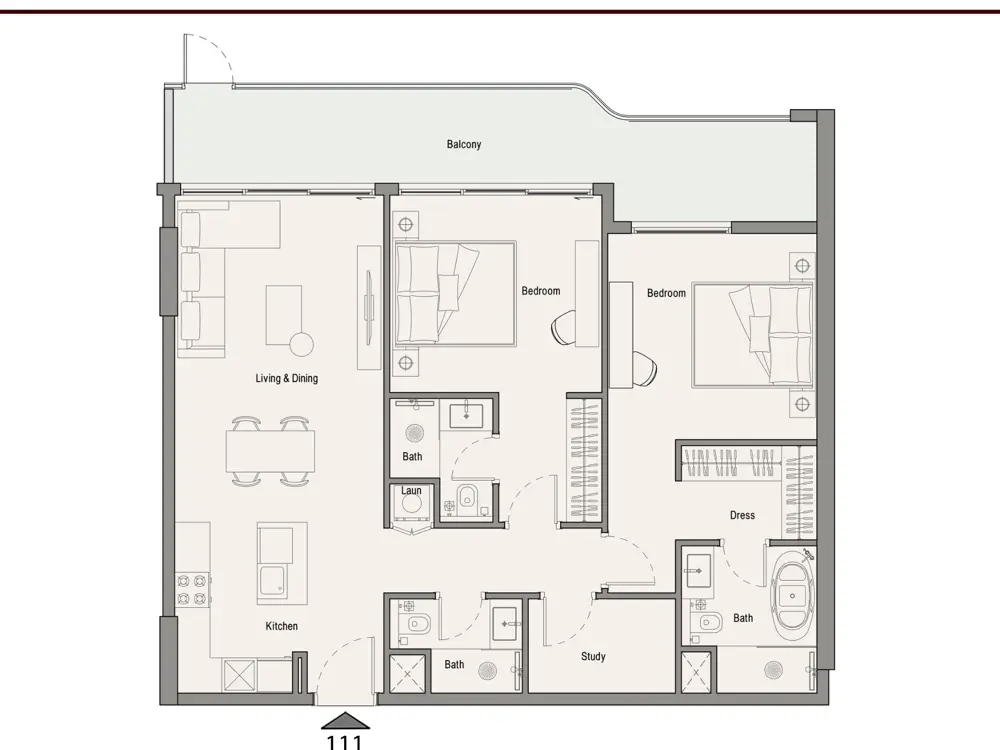 Balcony
Bedroom
Bedroom
Living & Dining
Bath
Laun
Dress
Kitchen
Bath
Bath
Study
111